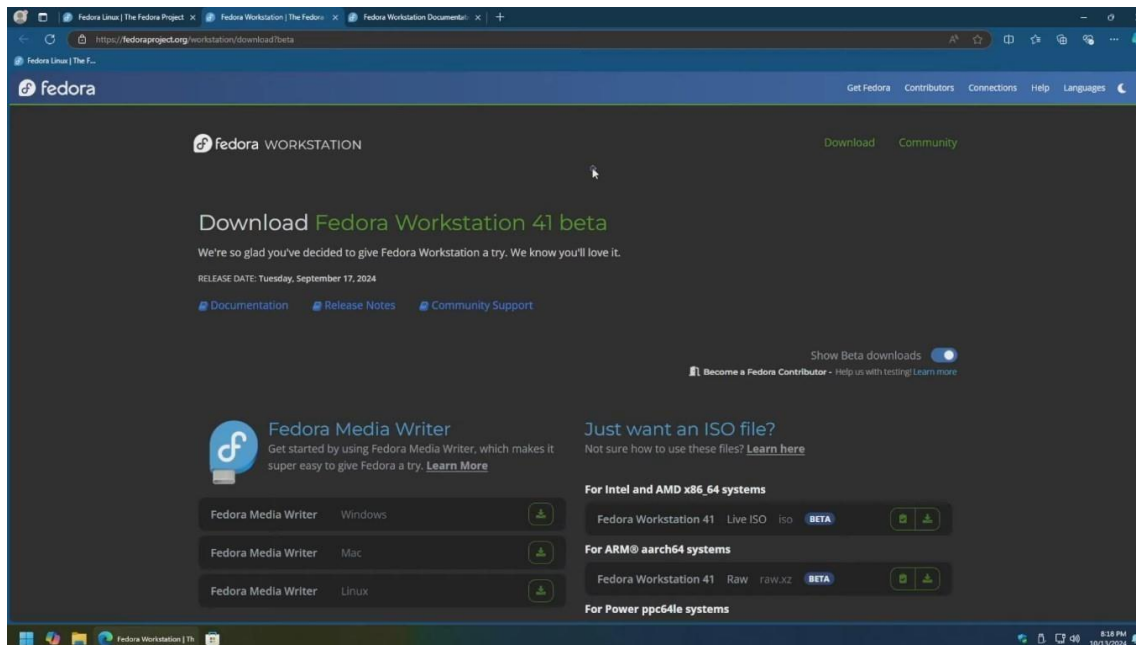 Fedora Linux | The Fedora Project
Fedora Workstation | The Fedora
Fedora Workstation Documentati
https://fedoraproject.org/workstation/download?beta
Fedora Linux | The F...
fedora
Get Fedora Contributors Connections Help Languages
fedora WORKSTATION
Download Community
Download Fedora Workstation 41 beta
We're so glad you've decided to give Fedora Workstation a try. We know you'll love it.
RELEASE DATE: Tuesday, September 17, 2024
Documentation Release Notes Community Support
Show Beta downloads
Become a Fedora Contributor - Help us with testing! Learn more
Fedora Media Writer
Get started by using Fedora Media Writer, which makes it
super easy to give Fedora a try. Learn More
Fedora Media Writer Windows
Fedora Media Writer Mac
Fedora Media Writer Linux
Just want an ISO file?
Not sure how to use these files? Learn here
For Intel and AMD x86_64 systems
Fedora Workstation 41 Live ISO iso BETA
For ARM® aarch64 systems
Fedora Workstation 41 Raw raw.xz BETA
For Power ppc64le systems
Fedora Workstation | Th
8:18 PM
10/13/2024